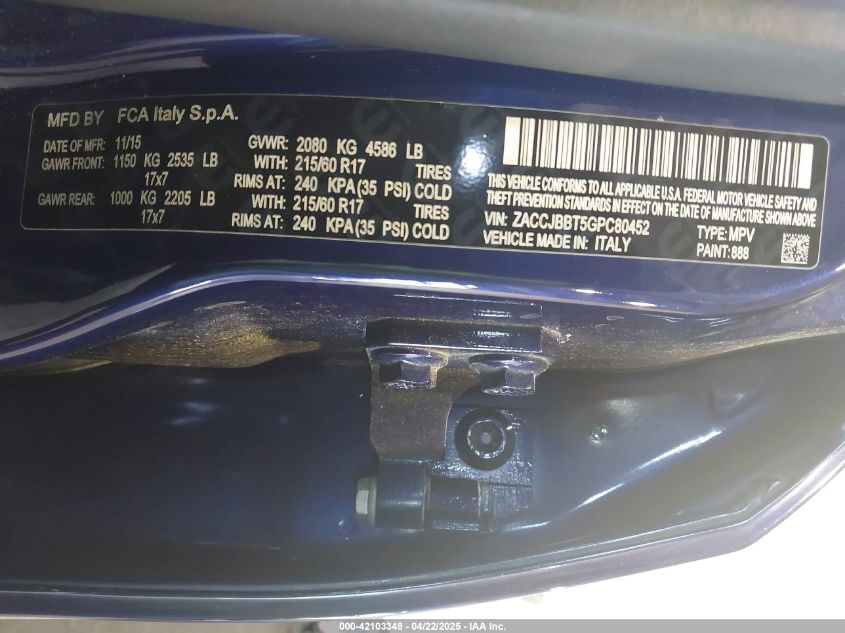 MFD BY FCA Italy S.p.A.
DATE OF MFR: 11/15 GVWR: 2080 KG 4586 LB
GAWR FRONT: 1150 KG 2535 LB WITH: 215/60 R17 TIRES
17x7 RIMS AT: 240 KPA(35 PSI) COLD
GAWR REAR: 1000 KG 2205 LB WITH: 215/60 R17 TIRES
17x7 RIMS AT: 240 KPA(35 PSI) COLD
THIS VEHICLE CONFORMS TO ALL APPLICABLE U.S.A. FEDERAL MOTOR VEHICLE SAFETY AND
THEFT PREVENTION STANDARDS IN EFFECT ON THE DATE OF MANUFACTURE SHOWN ABOVE
VIN: ZACCJBBT5GPC80452 TYPE: MPV
VEHICLE MADE IN: ITALY PAINT: 888
000-42103348 - 04/22/2025 - IAA Inc.